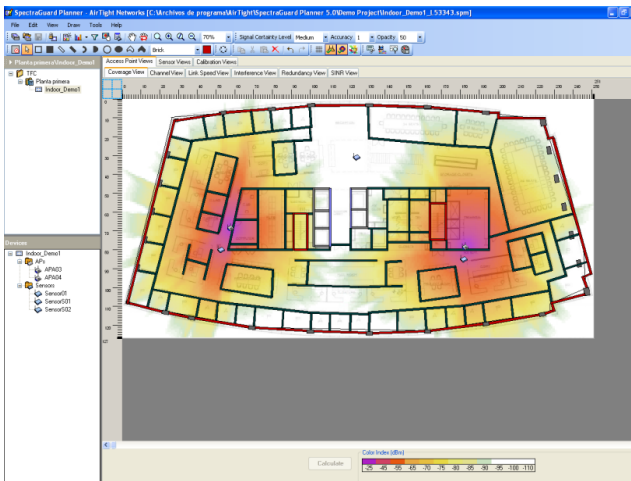 SpectraGuard Planner - AirTight Networks [C:\Archivos de programa\AirTight\SpectraGuard Planner 5.0\Demo Project\Indoor_Demo1_L53343.xpm]
File Edit View Draw Tools Help
70% Signal Certainty Level Medium Accuracy 1 Opacity 50
Brick
Planta primera\Indoor_Demo1
Access Point Views Sensor Views Calibration Views
Coverage View Channel View Link Speed View Interference View Redundancy View SINR View
TFC
Planta primera
Indoor_Demo1
Devices
Indoor_Demo1
APs
APA03
APA04
Sensors
Sensor01
SensorS01
SensorS02
Calculate
Color Index (dBm)
-25 -45 -55 -65 -70 -75 -80 -85 -90 -95 -100 -110